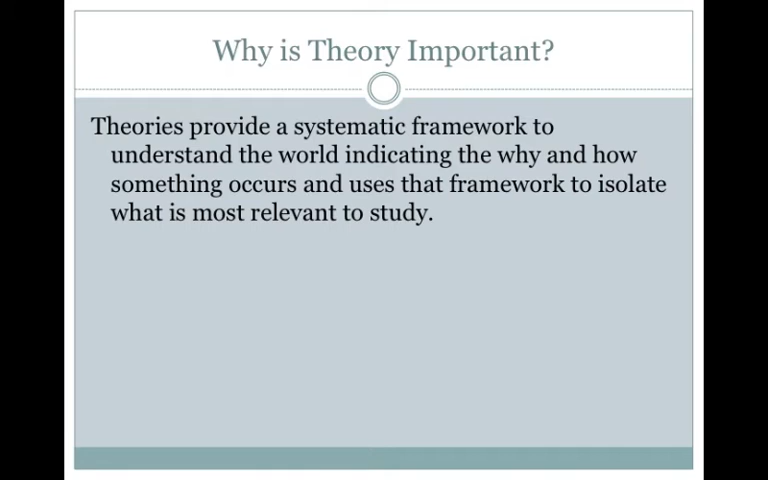 Why is Theory Important?
Theories provide a systematic framework to
understand the world indicating the why and how
something occurs and uses that framework to isolate
what is most relevant to study.